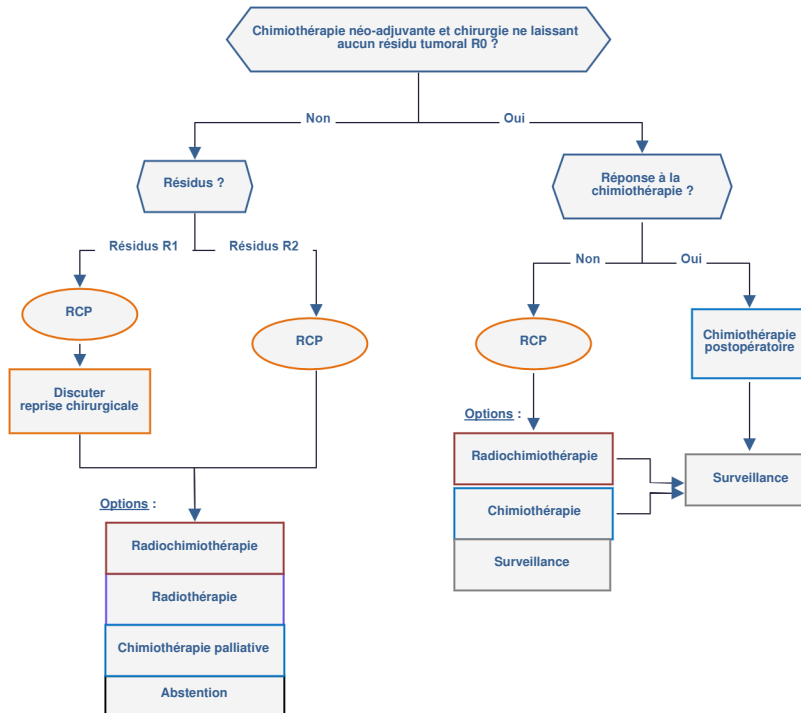 Chimiothérapie néo-adjuvante et chirurgie ne laissant
aucun résidu tumoral R0 ?
Non
Oui
Résidus ?
Réponse à la
chimiothérapie ?
Résidus R1
Résidus R2
Non
Oui
RCP
RCP
RCP
Chimiothérapie
postopératoire
Discuter
reprise chirurgicale
Options :
Radiochimiothérapie
Chimiothérapie
Surveillance
Surveillance
Options :
Radiochimiothérapie
Radiothérapie
Chimiothérapie palliative
Abstention